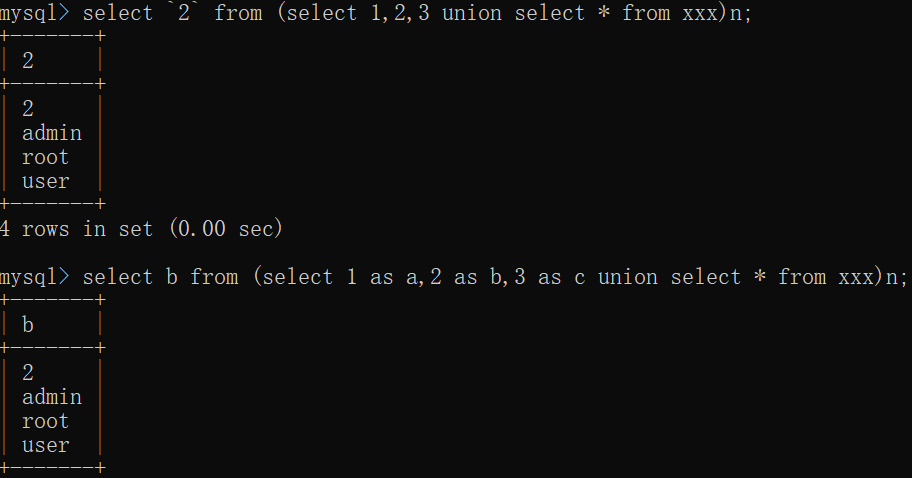 mysql> select `2` from (select 1,2,3 union select * from xxx)n;
+-------+
| 2     |
+-------+
| 2     |
| admin |
| root  |
| user  |
+-------+
4 rows in set (0.00 sec)
mysql> select b from (select 1 as a,2 as b,3 as c union select * from xxx)n;
+-------+
| b     |
+-------+
| 2     |
| admin |
| root  |
| user  |
+-------+